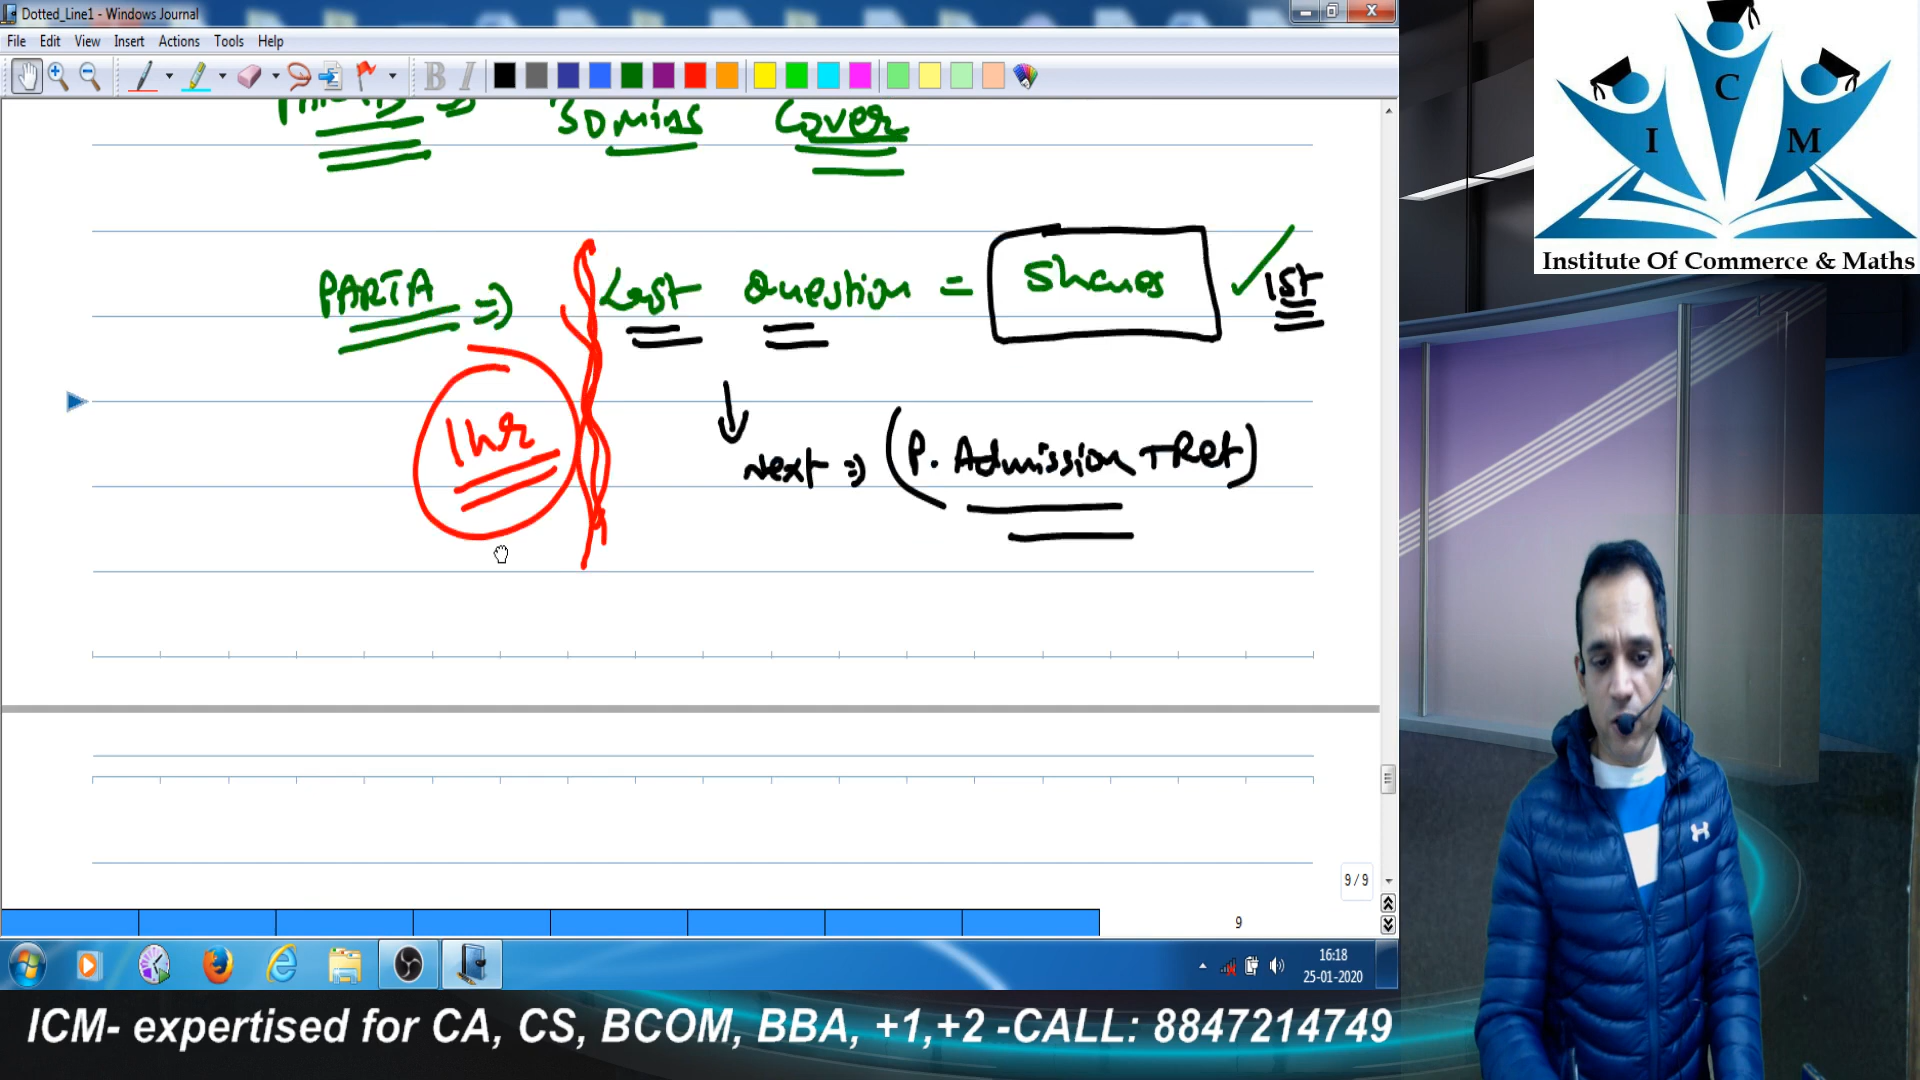 Dotted_Line1 - Windows Journal
File Edit View Insert Actions Tools Help
B I
30 mins Cover
PARTA => Last Question = Shares 1st
1hr
Next => (P. Admission + Ret)
9 / 9
9
16:18
25-01-2020
I C M
Institute Of Commerce & Maths
ICM- expertised for CA, CS, BCOM, BBA, +1,+2 -CALL: 8847214749